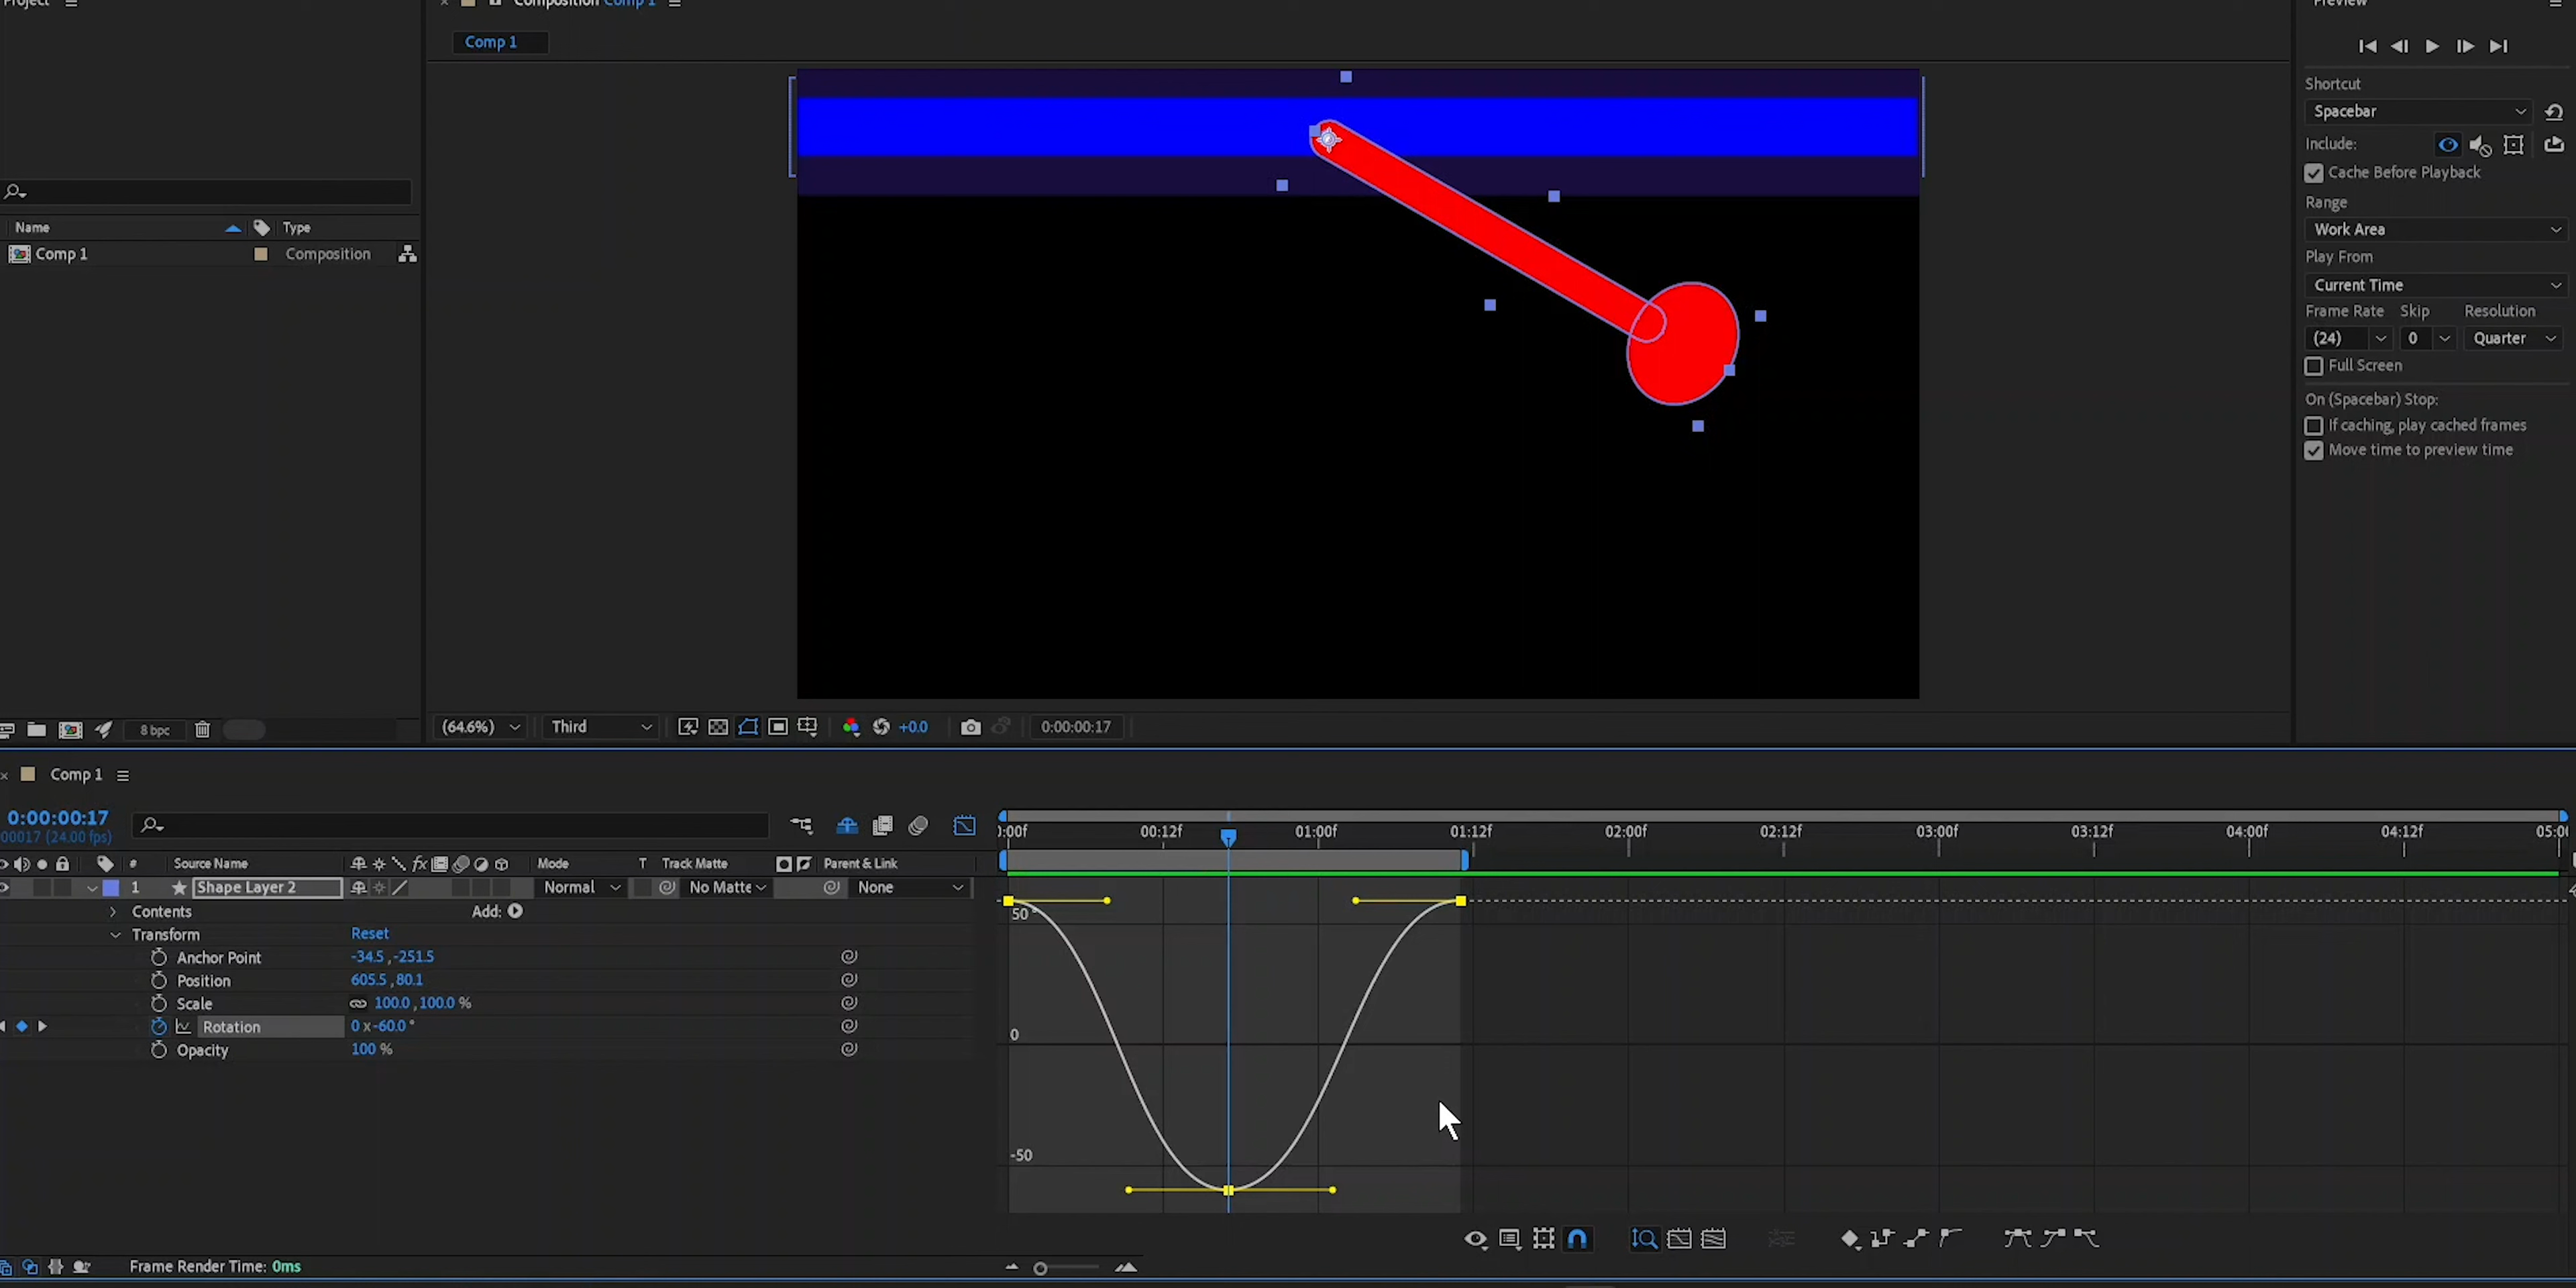 Project
Composition Comp 1
Preview
Comp 1
Shortcut
Spacebar
Include:
Cache Before Playback
Range
Work Area
Play From
Current Time
Frame Rate Skip Resolution
(24) 0 Quarter
Full Screen
On (Spacebar) Stop:
If caching, play cached frames
Move time to preview time
Name Type
Comp 1 Composition
8 bpc
(64.6%) Third +0.0 0:00:00:17
Comp 1
0:00:00:17
00017 (24.00 fps)
):00f 00:12f 01:00f 01:12f 02:00f 02:12f 03:00f 03:12f 04:00f 04:12f 05:0
# Source Name fx Mode T Track Matte Parent & Link
1 Shape Layer 2 Normal No Matte None
Contents Add:
Transform Reset
Anchor Point -34.5 ,-251.5
Position 605.5 ,80.1
Scale 100.0 ,100.0 %
Rotation 0 x -60.0 °
Opacity 100 %
50 °
0
-50
Frame Render Time: 0ms